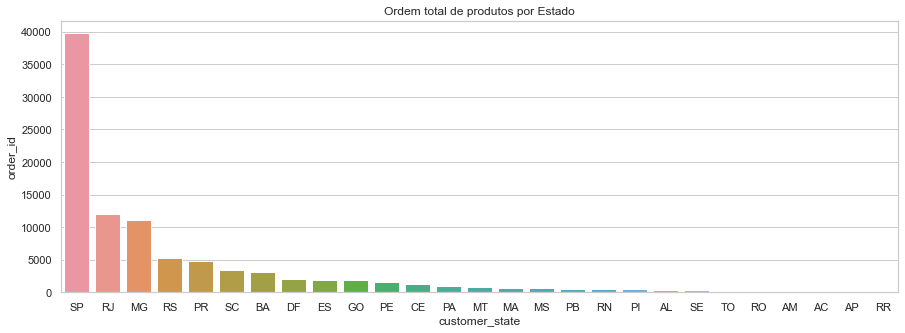 Ordem total de produtos por Estado
40000
35000
30000
25000
20000
15000
10000
5000
0
order_id
SP RJ MG RS PR SC BA DF ES GO PE CE PA MT MA MS PB RN PI AL SE TO RO AM AC AP RR
customer_state